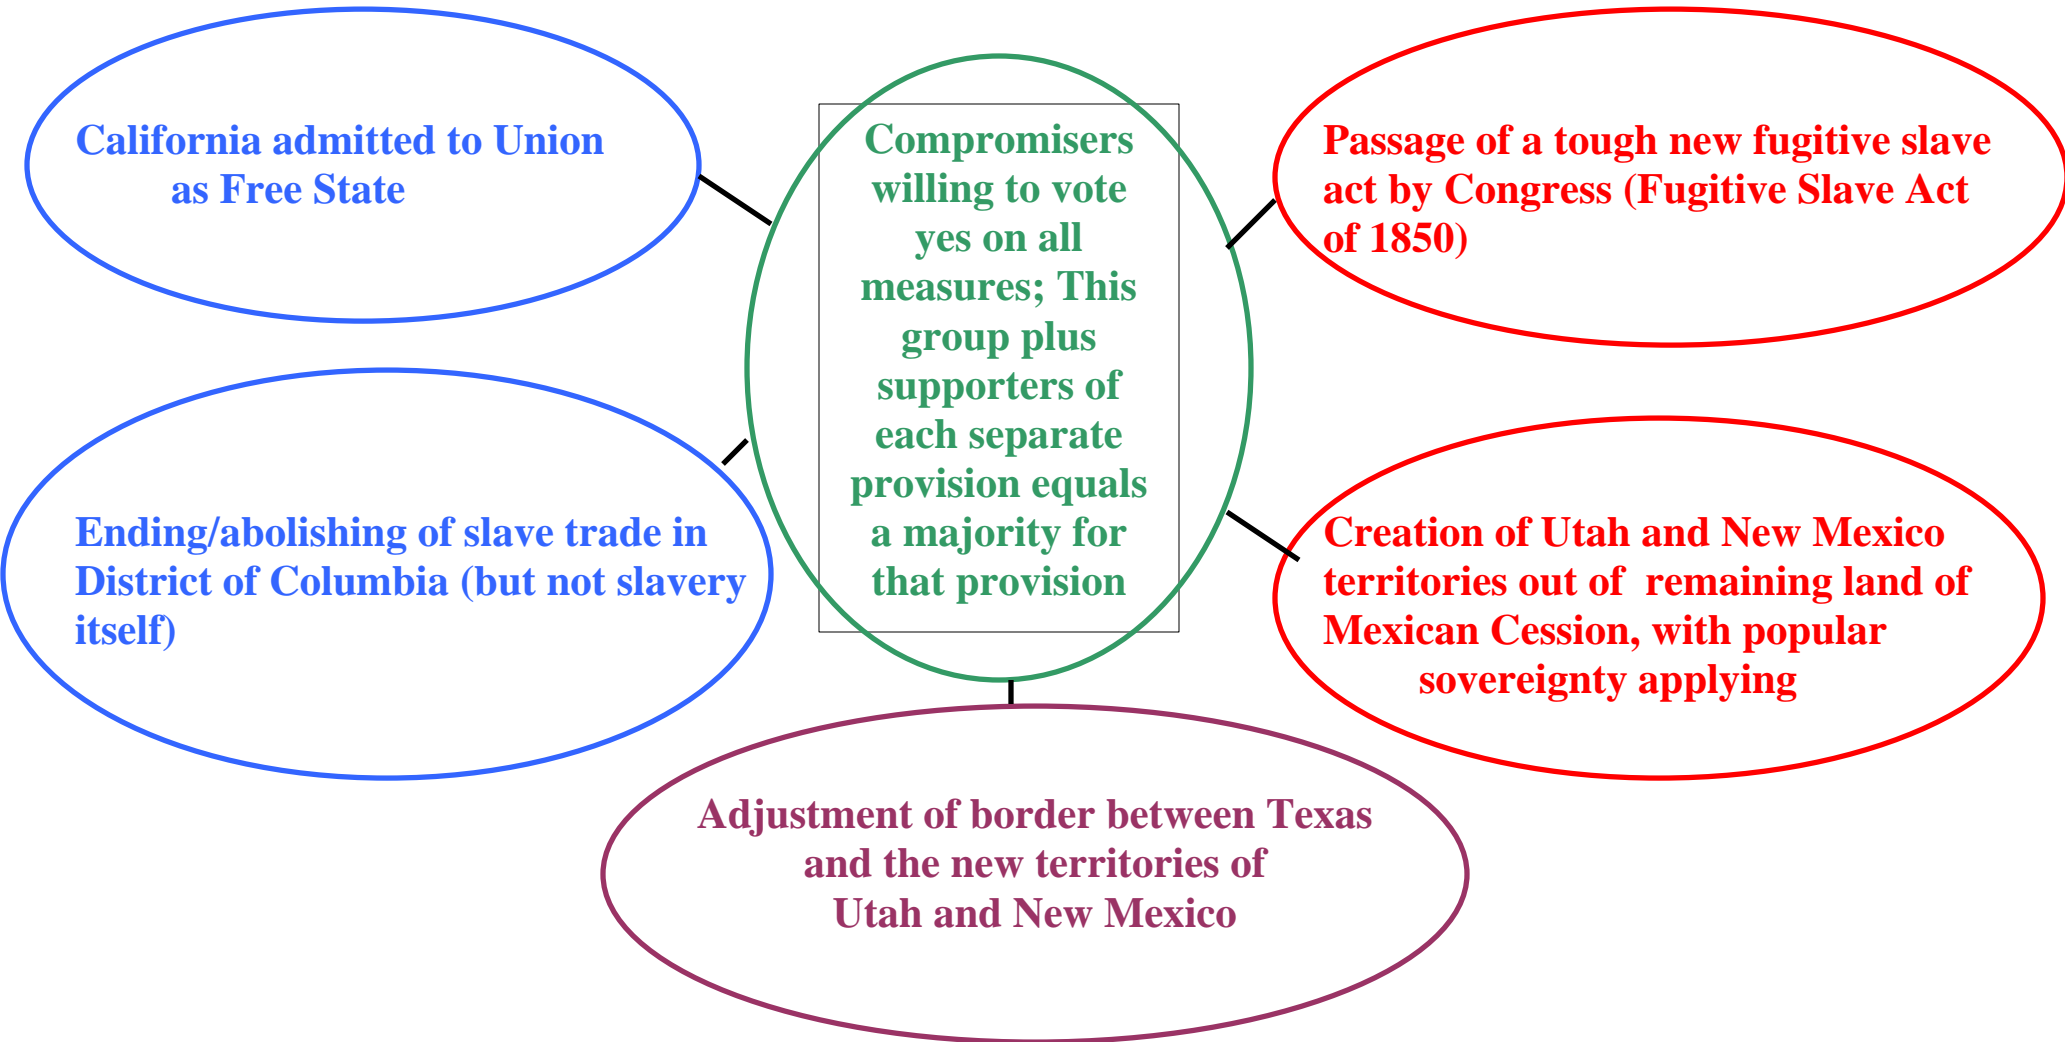 California admitted to Union
as Free State
Compromisers
willing to vote
yes on all
measures; This
group plus
supporters of
each separate
provision equals
a majority for
that provision
Passage of a tough new fugitive slave
act by Congress (Fugitive Slave Act
of 1850)
Ending/abolishing of slave trade in
District of Columbia (but not slavery
itself)
Creation of Utah and New Mexico
territories out of  remaining land of
Mexican Cession, with popular
sovereignty applying
Adjustment of border between Texas
and the new territories of
Utah and New Mexico